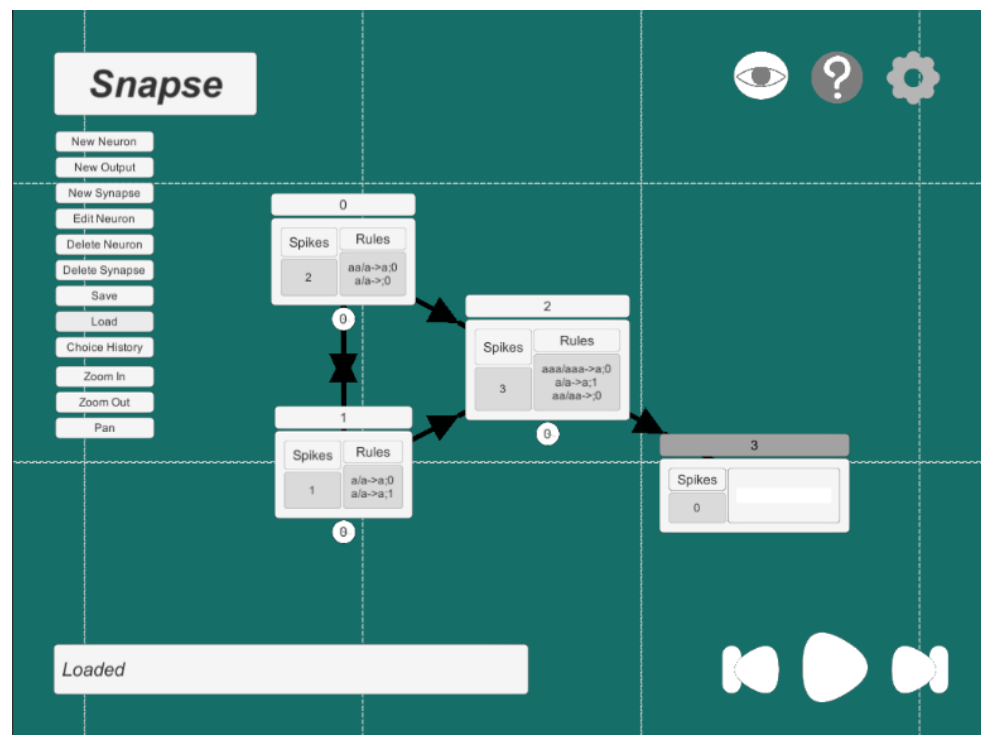 Snapse
?
New Neuron
New Output
New Synapse
Edit Neuron
Delete Neuron
Delete Synapse
Save
Load
Choice History
Zoom In
Zoom Out
Pan
0
Spikes
Rules
2
aa/a->a;0
a/a->;0
0
2
Spikes
Rules
3
aaa/aaa->a;0
a/a->a;1
aa/aa->;0
0
1
Spikes
Rules
1
a/a->a;0
a/a->a;1
0
3
Spikes
0
Loaded